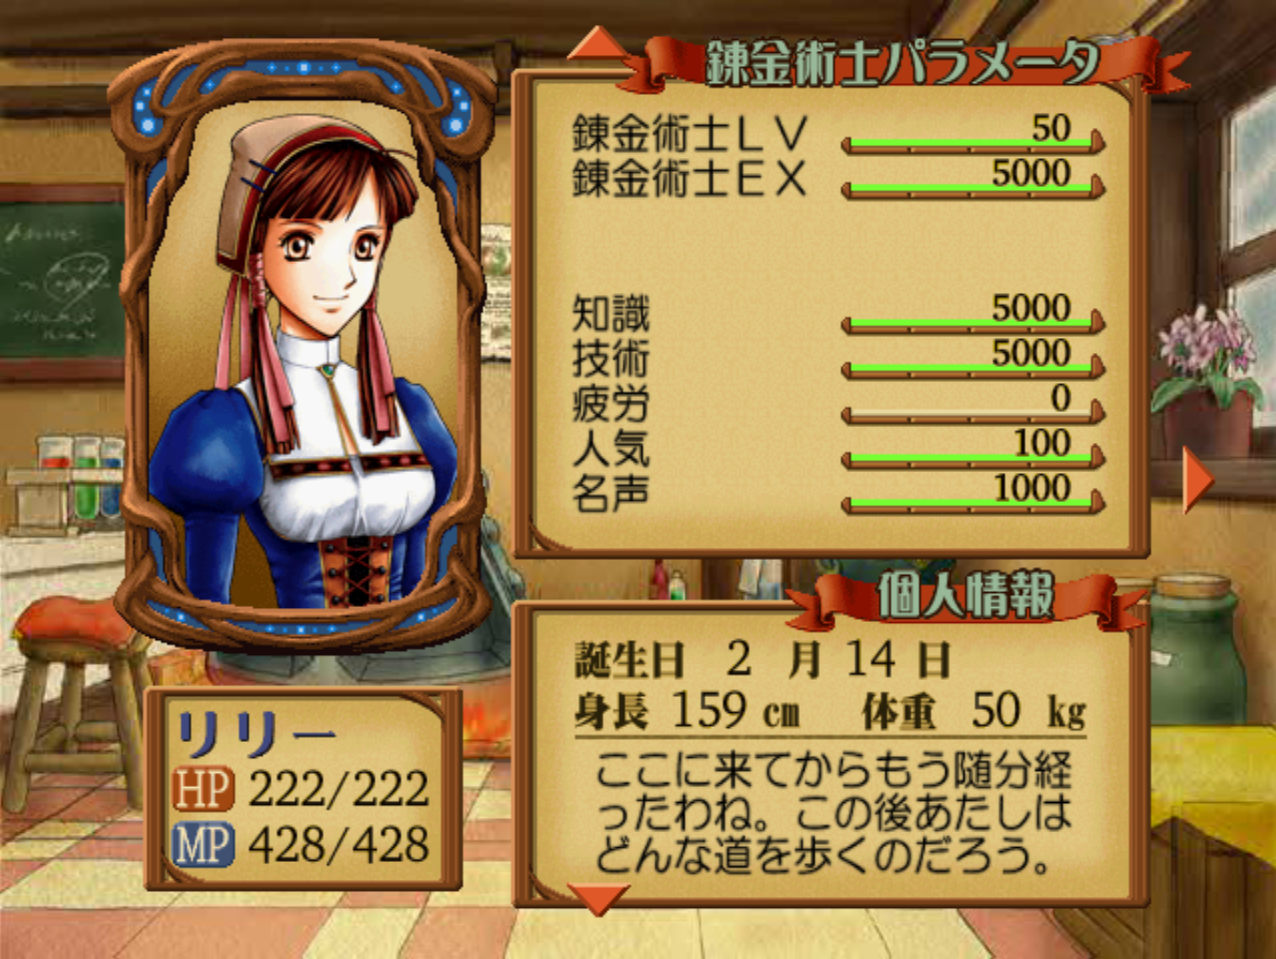 錬金術士パラメータ
錬金術士ＬＶ 50
錬金術士ＥＸ 5000
知識 5000
技術 5000
疲労 0
人気 100
名声 1000
リリー
HP 222/222
MP 428/428
個人情報
誕生日 2 月 14 日
身長 159 cm 体重 50 kg
ここに来てからもう随分経
ったわね。この後あたしは
どんな道を歩くのだろう。